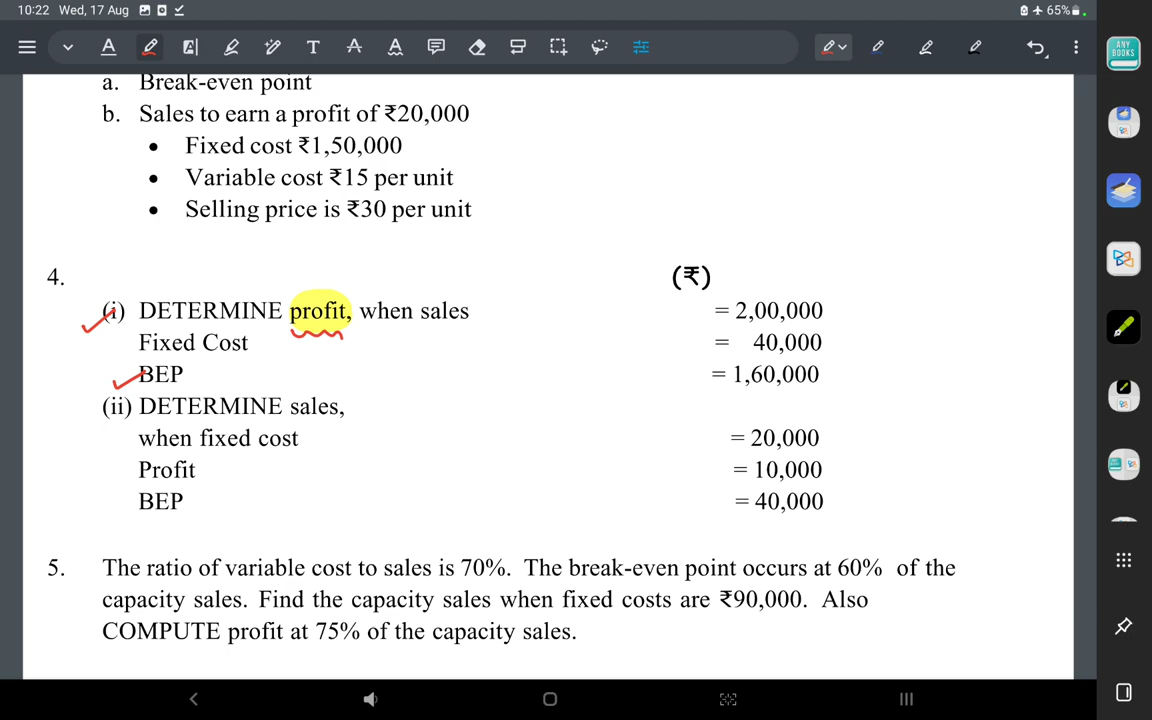 10:22 Wed, 17 Aug
65%
a. Break-even point
b. Sales to earn a profit of ₹20,000
• Fixed cost ₹1,50,000
• Variable cost ₹15 per unit
• Selling price is ₹30 per unit
4. (₹)
(i) DETERMINE profit, when sales = 2,00,000
Fixed Cost = 40,000
BEP = 1,60,000
(ii) DETERMINE sales,
when fixed cost = 20,000
Profit = 10,000
BEP = 40,000
5. The ratio of variable cost to sales is 70%. The break-even point occurs at 60% of the
capacity sales. Find the capacity sales when fixed costs are ₹90,000. Also
COMPUTE profit at 75% of the capacity sales.
ANY
BOOKS